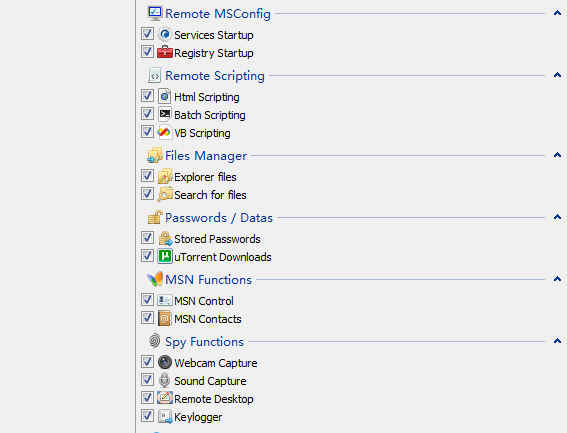 Remote MSConfig
Services Startup
Registry Startup
Remote Scripting
Html Scripting
Batch Scripting
VB Scripting
Files Manager
Explorer files
Search for files
Passwords / Datas
Stored Passwords
uTorrent Downloads
MSN Functions
MSN Control
MSN Contacts
Spy Functions
Webcam Capture
Sound Capture
Remote Desktop
Keylogger